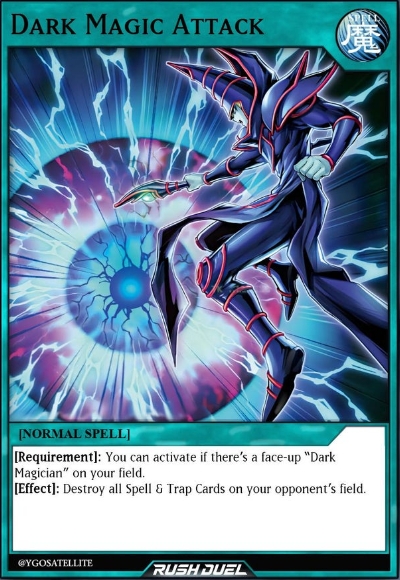 DARK MAGIC ATTACK
SPELL
魔
[NORMAL SPELL]
[Requirement]: You can activate if there's a face-up "Dark
Magician" on your field.
[Effect]: Destroy all Spell & Trap Cards on your opponent's field.
@YGOSATELLITE
RUSH DUEL